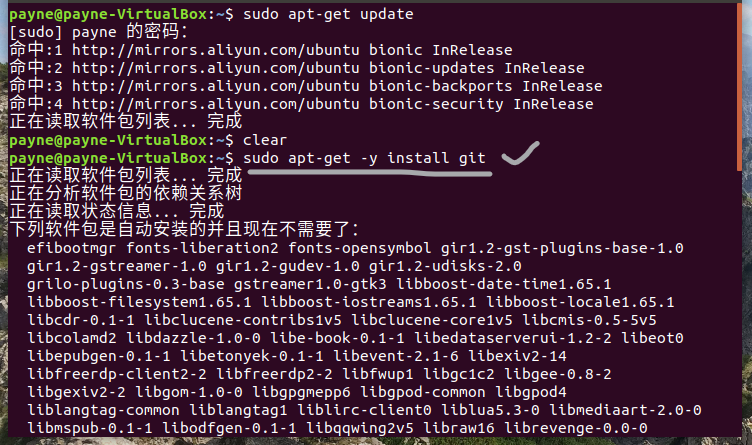 payne@payne-VirtualBox:~$ sudo apt-get update
[sudo] payne 的密码：
命中:1 http://mirrors.aliyun.com/ubuntu bionic InRelease
命中:2 http://mirrors.aliyun.com/ubuntu bionic-updates InRelease
命中:3 http://mirrors.aliyun.com/ubuntu bionic-backports InRelease
命中:4 http://mirrors.aliyun.com/ubuntu bionic-security InRelease
正在读取软件包列表... 完成
payne@payne-VirtualBox:~$ clear
payne@payne-VirtualBox:~$ sudo apt-get -y install git
正在读取软件包列表... 完成
正在分析软件包的依赖关系树
正在读取状态信息... 完成
下列软件包是自动安装的并且现在不需要了：
efibootmgr fonts-liberation2 fonts-opensymbol gir1.2-gst-plugins-base-1.0
gir1.2-gstreamer-1.0 gir1.2-gudev-1.0 gir1.2-udisks-2.0
grilo-plugins-0.3-base gstreamer1.0-gtk3 libboost-date-time1.65.1
libboost-filesystem1.65.1 libboost-iostreams1.65.1 libboost-locale1.65.1
libcdr-0.1-1 libclucene-contribs1v5 libclucene-core1v5 libcmis-0.5-5v5
libcolamd2 libdazzle-1.0-0 libe-book-0.1-1 libedataserverui-1.2-2 libeot0
libepubgen-0.1-1 libetonyek-0.1-1 libevent-2.1-6 libexiv2-14
libfreerdp-client2-2 libfreerdp2-2 libfwup1 libgc1c2 libgee-0.8-2
libgexiv2-2 libgom-1.0-0 libgpgmepp6 libgpod-common libgpod4
liblangtag-common liblangtag1 liblirc-client0 liblua5.3-0 libmediaart-2.0-0
libmspub-0.1-1 libodfgen-0.1-1 libqqwing2v5 libraw16 librevenge-0.0-0